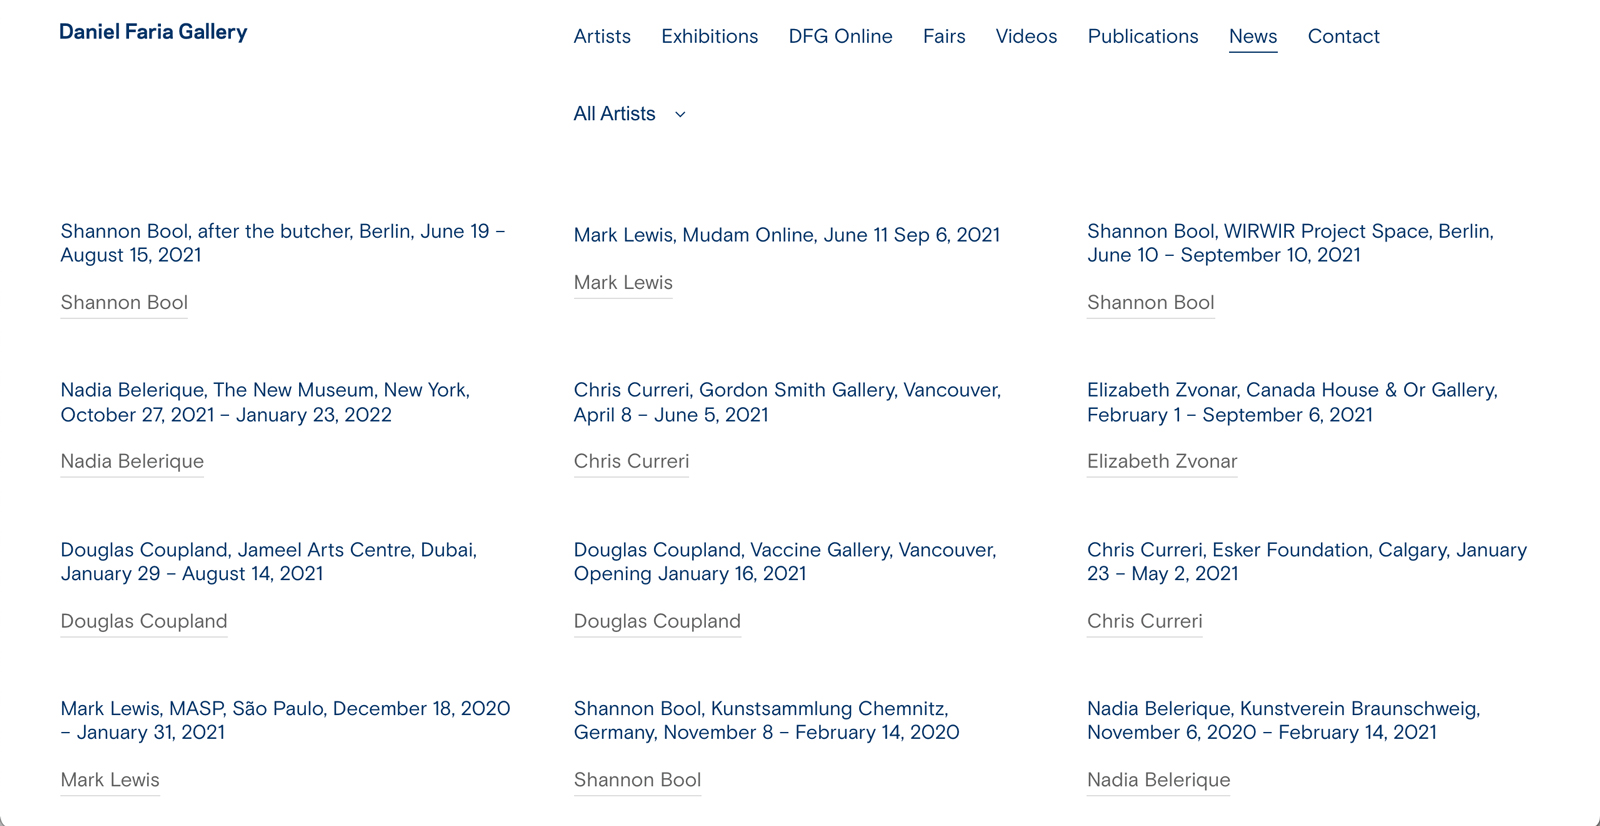 Daniel Faria Gallery
Artists Exhibitions DFG Online Fairs Videos Publications News Contact
All Artists
Shannon Bool, after the butcher, Berlin, June 19 –
August 15, 2021
Shannon Bool
Mark Lewis, Mudam Online, June 11 Sep 6, 2021
Mark Lewis
Shannon Bool, WIRWIR Project Space, Berlin,
June 10 – September 10, 2021
Shannon Bool
Nadia Belerique, The New Museum, New York,
October 27, 2021 – January 23, 2022
Nadia Belerique
Chris Curreri, Gordon Smith Gallery, Vancouver,
April 8 – June 5, 2021
Chris Curreri
Elizabeth Zvonar, Canada House & Or Gallery,
February 1 – September 6, 2021
Elizabeth Zvonar
Douglas Coupland, Jameel Arts Centre, Dubai,
January 29 – August 14, 2021
Douglas Coupland
Douglas Coupland, Vaccine Gallery, Vancouver,
Opening January 16, 2021
Douglas Coupland
Chris Curreri, Esker Foundation, Calgary, January
23 – May 2, 2021
Chris Curreri
Mark Lewis, MASP, São Paulo, December 18, 2020
– January 31, 2021
Mark Lewis
Shannon Bool, Kunstsammlung Chemnitz,
Germany, November 8 – February 14, 2020
Shannon Bool
Nadia Belerique, Kunstverein Braunschweig,
November 6, 2020 – February 14, 2021
Nadia Belerique